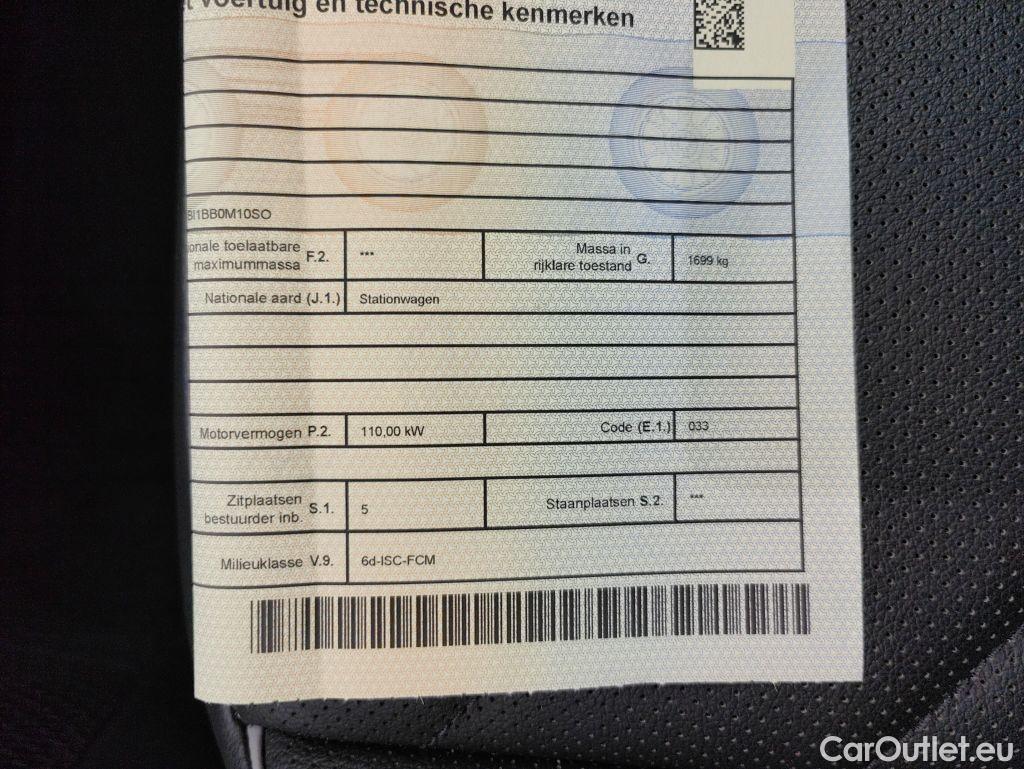 voertuig en technische kenmerken
BI1BB0M10SO
onale toelaatbare maximummassa F.2. *** Massa in rijklare toestand G. 1699 kg
Nationale aard (J.1.) Stationwagen
Motorvermogen P.2. 110,00 kW Code (E.1.) 033
Zitplaatsen bestuurder inb. S.1. 5 Staanplaatsen S.2. ***
Milieuklasse V.9. 6d-ISC-FCM
CarOutlet.eu